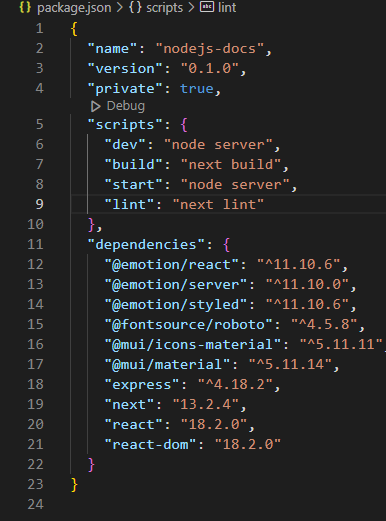 package.json > scripts > abc lint
1 {
2 "name": "nodejs-docs",
3 "version": "0.1.0",
4 "private": true,
Debug
5 "scripts": {
6 "dev": "node server",
7 "build": "next build",
8 "start": "node server",
9 "lint": "next lint"
10 },
11 "dependencies": {
12 "@emotion/react": "^11.10.6",
13 "@emotion/server": "^11.10.0",
14 "@emotion/styled": "^11.10.6",
15 "@fontsource/roboto": "^4.5.8",
16 "@mui/icons-material": "^5.11.11",
17 "@mui/material": "^5.11.14",
18 "express": "^4.18.2",
19 "next": "13.2.4",
20 "react": "18.2.0",
21 "react-dom": "18.2.0"
22 }
23 }
24